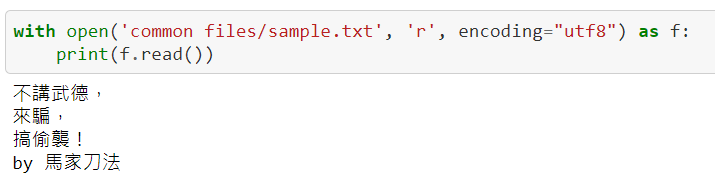 with open('common files/sample.txt', 'r', encoding="utf8") as f:
    print(f.read())
不講武德，
來騙，
搞偷襲！
by 馬家刀法